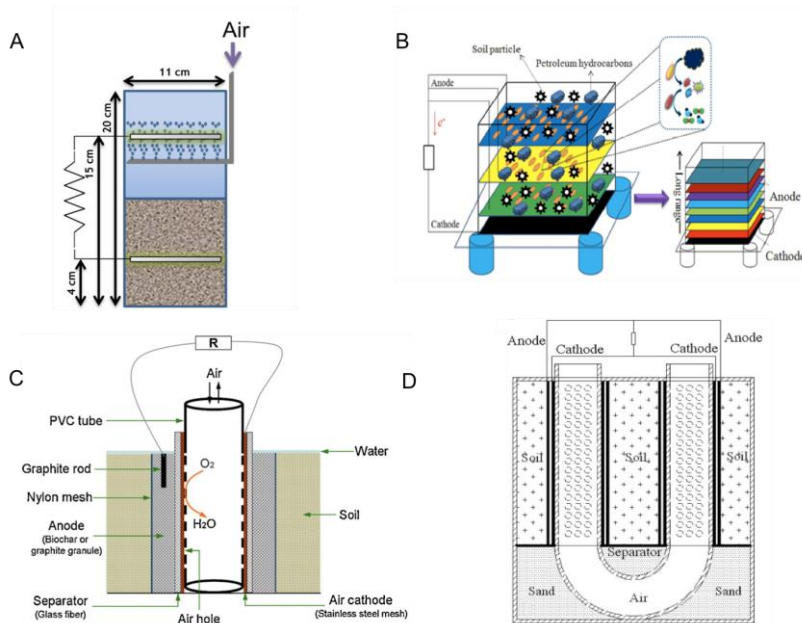 A
Air
11 cm
20 cm
15 cm
4 cm
B
Soil particle
Petroleum hydrocarbons
Anode
e⁻
Cathode
Long range
Anode
Cathode
C
R
Air
PVC tube
Water
Graphite rod
O₂
Nylon mesh
H₂O
Soil
Anode
(Biochar or
graphite granule)
Separator
(Glass fiber)
Air hole
Air cathode
(Stainless steel mesh)
D
Anode
Anode
Cathode
Cathode
Soil
Soil
Soil
Separator
Sand
Air
Sand